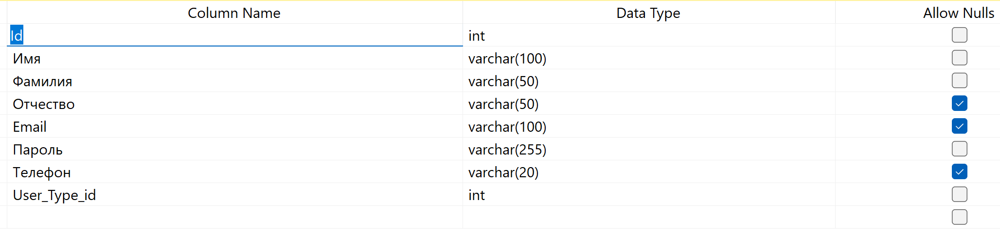 Column Name Data Type Allow Nulls
Id int
Имя varchar(100)
Фамилия varchar(50)
Отчество varchar(50)
Email varchar(100)
Пароль varchar(255)
Телефон varchar(20)
User_Type_id int